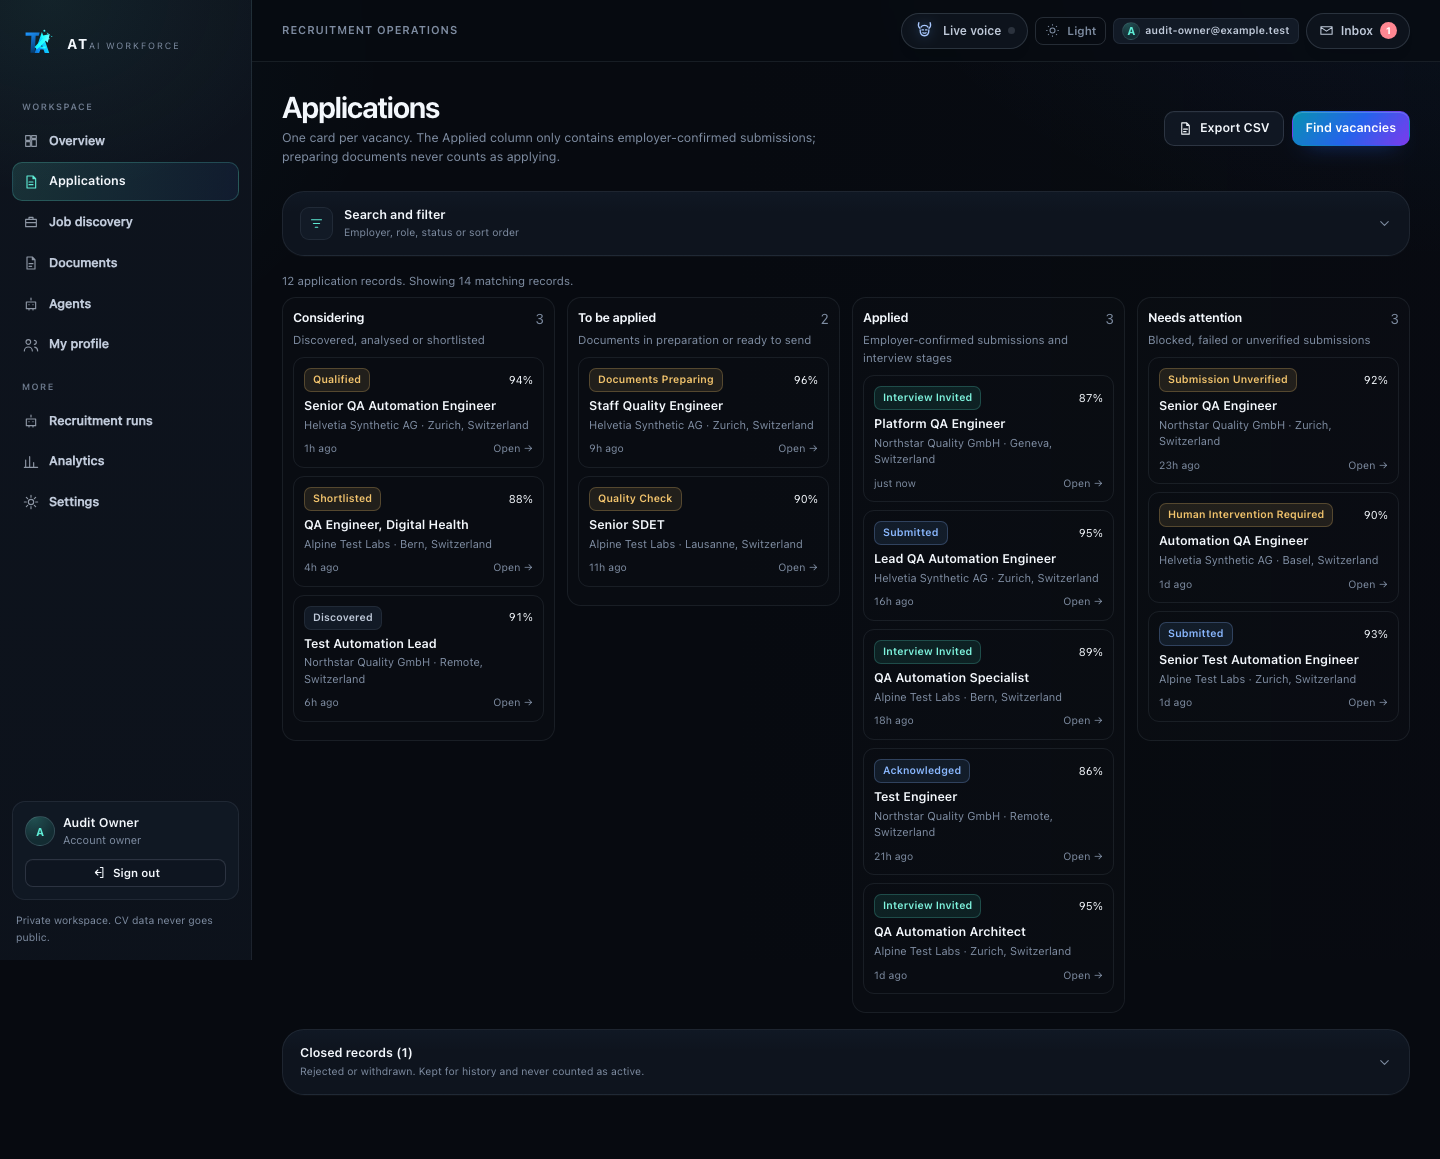 AT AI WORKFORCE
WORKSPACE
Overview
Applications
Job discovery
Documents
Agents
My profile
MORE
Recruitment runs
Analytics
Settings
A
Audit Owner
Account owner
Sign out
Private workspace. CV data never goes
public.
RECRUITMENT OPERATIONS
Live voice
Light
A audit-owner@example.test
Inbox 1
Applications
One card per vacancy. The Applied column only contains employer-confirmed submissions;
preparing documents never counts as applying.
Export CSV
Find vacancies
Search and filter
Employer, role, status or sort order
12 application records. Showing 14 matching records.
Considering 3
Discovered, analysed or shortlisted
Qualified 94%
Senior QA Automation Engineer
Helvetia Synthetic AG · Zurich, Switzerland
1h ago Open →
Shortlisted 88%
QA Engineer, Digital Health
Alpine Test Labs · Bern, Switzerland
4h ago Open →
Discovered 91%
Test Automation Lead
Northstar Quality GmbH · Remote,
Switzerland
6h ago Open →
To be applied 2
Documents in preparation or ready to send
Documents Preparing 96%
Staff Quality Engineer
Helvetia Synthetic AG · Zurich, Switzerland
9h ago Open →
Quality Check 90%
Senior SDET
Alpine Test Labs · Lausanne, Switzerland
11h ago Open →
Applied 3
Employer-confirmed submissions and
interview stages
Interview Invited 87%
Platform QA Engineer
Northstar Quality GmbH · Geneva,
Switzerland
just now Open →
Submitted 95%
Lead QA Automation Engineer
Helvetia Synthetic AG · Zurich, Switzerland
16h ago Open →
Interview Invited 89%
QA Automation Specialist
Alpine Test Labs · Bern, Switzerland
18h ago Open →
Acknowledged 86%
Test Engineer
Northstar Quality GmbH · Remote,
Switzerland
21h ago Open →
Interview Invited 95%
QA Automation Architect
Alpine Test Labs · Zurich, Switzerland
1d ago Open →
Needs attention 3
Blocked, failed or unverified submissions
Submission Unverified 92%
Senior QA Engineer
Northstar Quality GmbH · Zurich,
Switzerland
23h ago Open →
Human Intervention Required 90%
Automation QA Engineer
Helvetia Synthetic AG · Basel, Switzerland
1d ago Open →
Submitted 93%
Senior Test Automation Engineer
Alpine Test Labs · Zurich, Switzerland
1d ago Open →
Closed records (1)
Rejected or withdrawn. Kept for history and never counted as active.